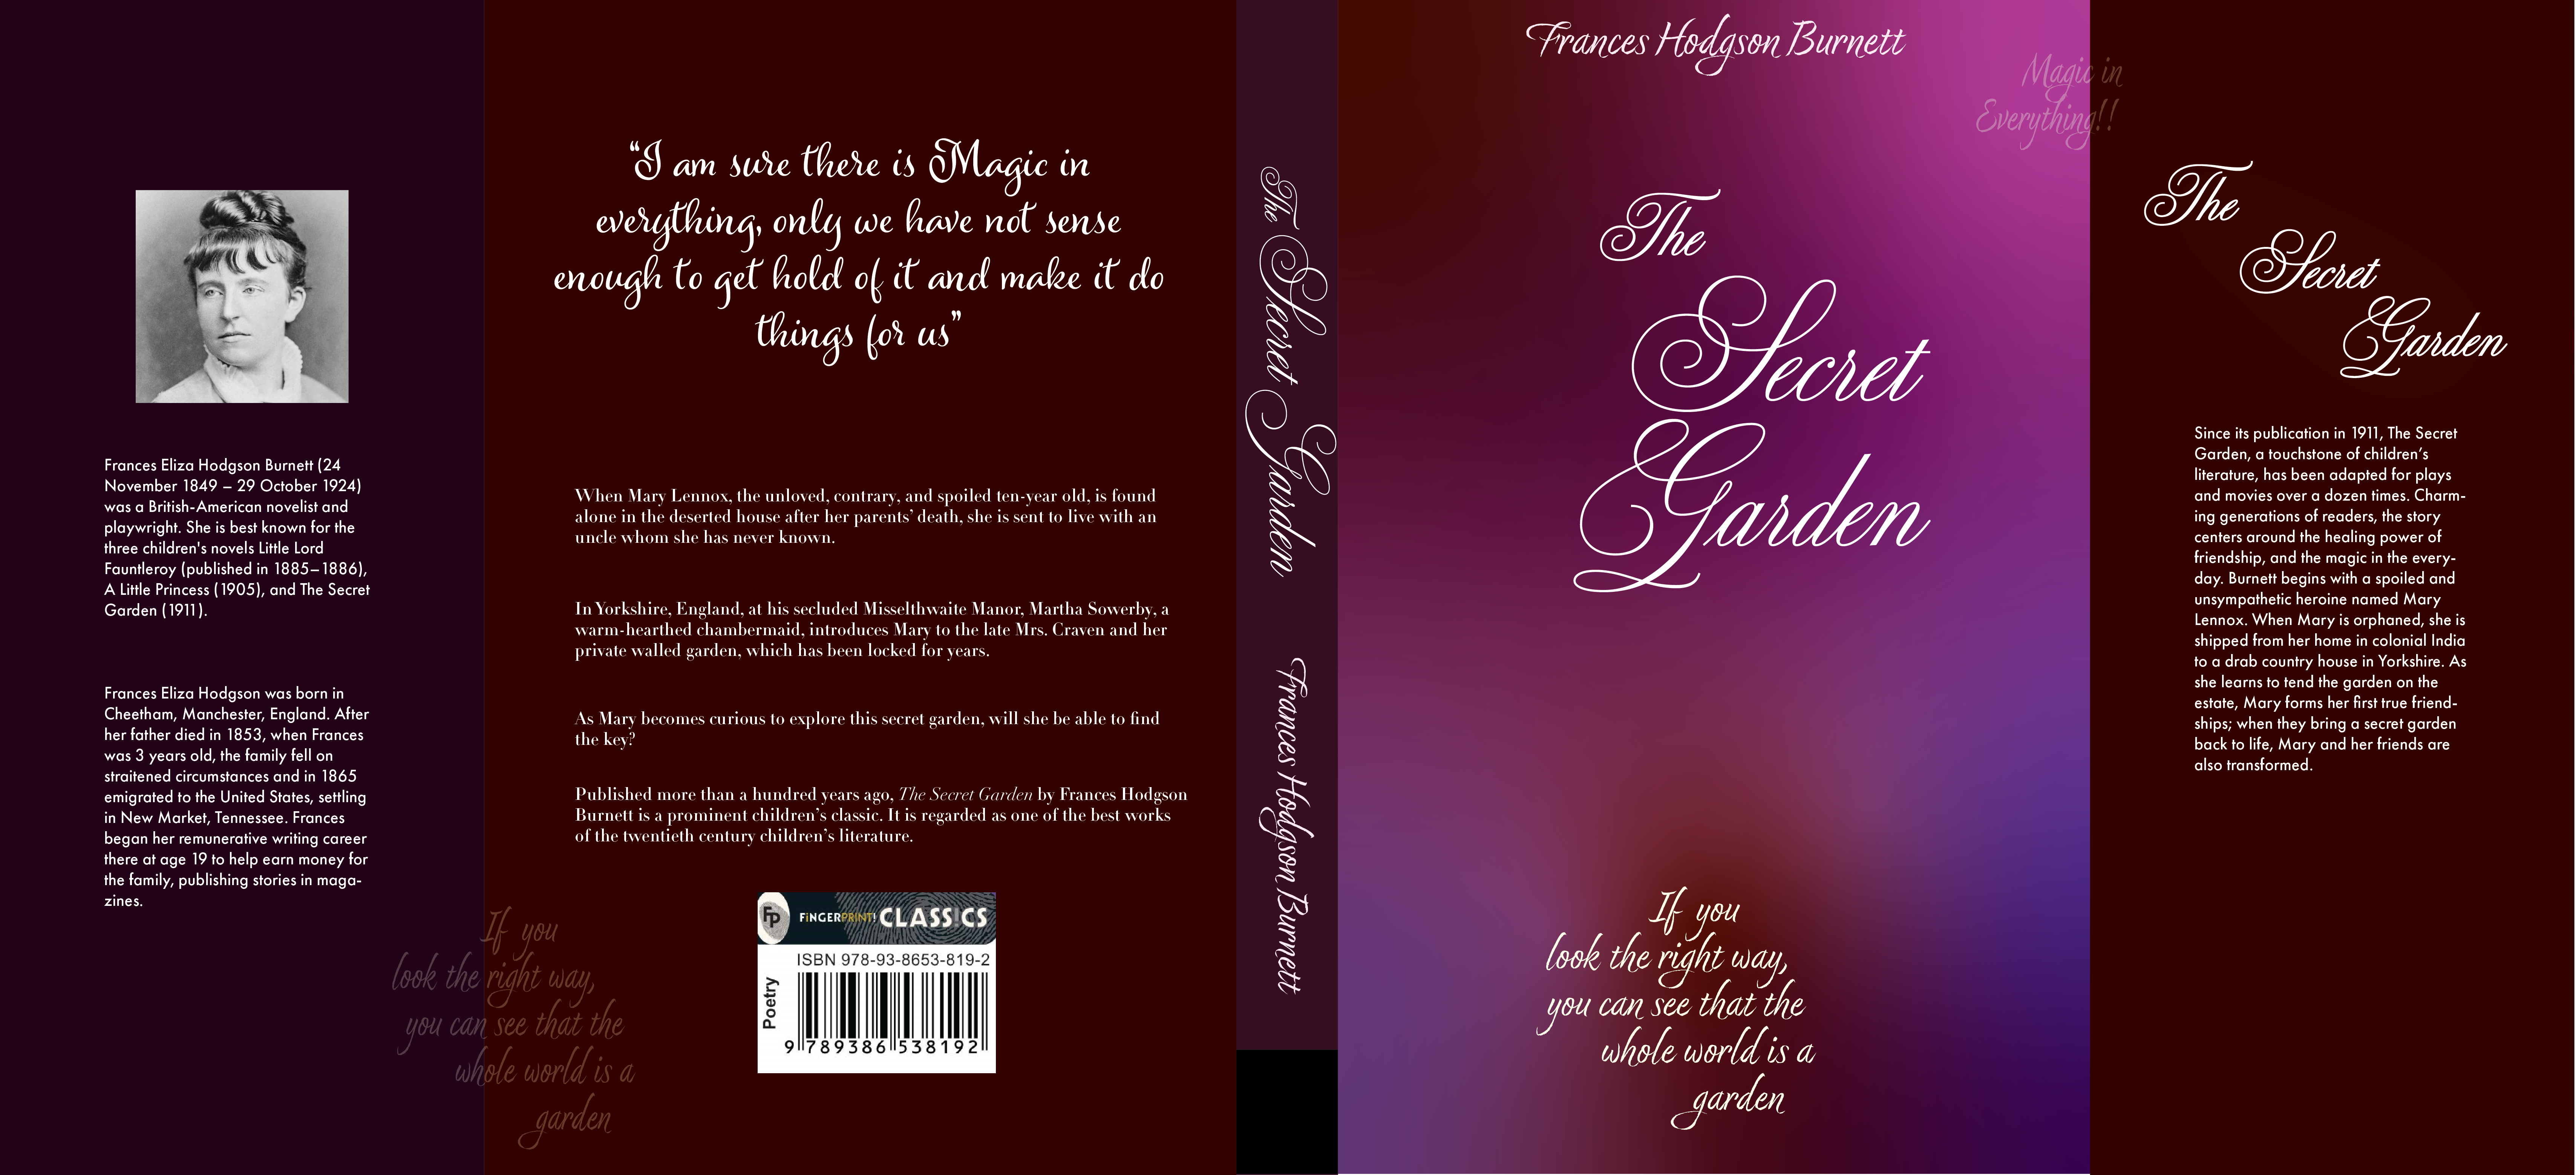 Frances Eliza Hodgson Burnett (24
November 1849 – 29 October 1924)
was a British-American novelist and
playwright. She is best known for the
three children's novels Little Lord
Fauntleroy (published in 1885–1886),
A Little Princess (1905), and The Secret
Garden (1911).
Frances Eliza Hodgson was born in
Cheetham, Manchester, England. After
her father died in 1853, when Frances
was 3 years old, the family fell on
straitened circumstances and in 1865
emigrated to the United States, settling
in New Market, Tennessee. Frances
began her remunerative writing career
there at age 19 to help earn money for
the family, publishing stories in maga-
zines.
If you
look the right way,
you can see that the
whole world is a
garden
“I am sure there is Magic in
everything, only we have not sense
enough to get hold of it and make it do
things for us”
When Mary Lennox, the unloved, contrary, and spoiled ten-year old, is found
alone in the deserted house after her parents’ death, she is sent to live with an
uncle whom she has never known.
In Yorkshire, England, at his secluded Misselthwaite Manor, Martha Sowerby, a
warm-hearted chambermaid, introduces Mary to the late Mrs. Craven and her
private walled garden, which has been locked for years.
As Mary becomes curious to explore this secret garden, will she be able to find
the key?
Published more than a hundred years ago, The Secret Garden by Frances Hodgson
Burnett is a prominent children’s classic. It is regarded as one of the best works
of the twentieth century children’s literature.
FP FiNGERPRINT! CLASSICS
ISBN 978-93-8653-819-2
Poetry
9 789386 538192
The Secret Garden
Frances Hodgson Burnett
Frances Hodgson Burnett
The
Secret
Garden
If you
look the right way,
you can see that the
whole world is a
garden
Magic in
Everything!!
The
Secret
Garden
Since its publication in 1911, The Secret
Garden, a touchstone of children’s
literature, has been adapted for plays
and movies over a dozen times. Charm-
ing generations of readers, the story
centers around the healing power of
friendship, and the magic in the every-
day. Burnett begins with a spoiled and
unsympathetic heroine named Mary
Lennox. When Mary is orphaned, she is
shipped from her home in colonial India
to a drab country house in Yorkshire. As
she learns to tend the garden on the
estate, Mary forms her first true friend-
ships; when they bring a secret garden
back to life, Mary and her friends are
also transformed.